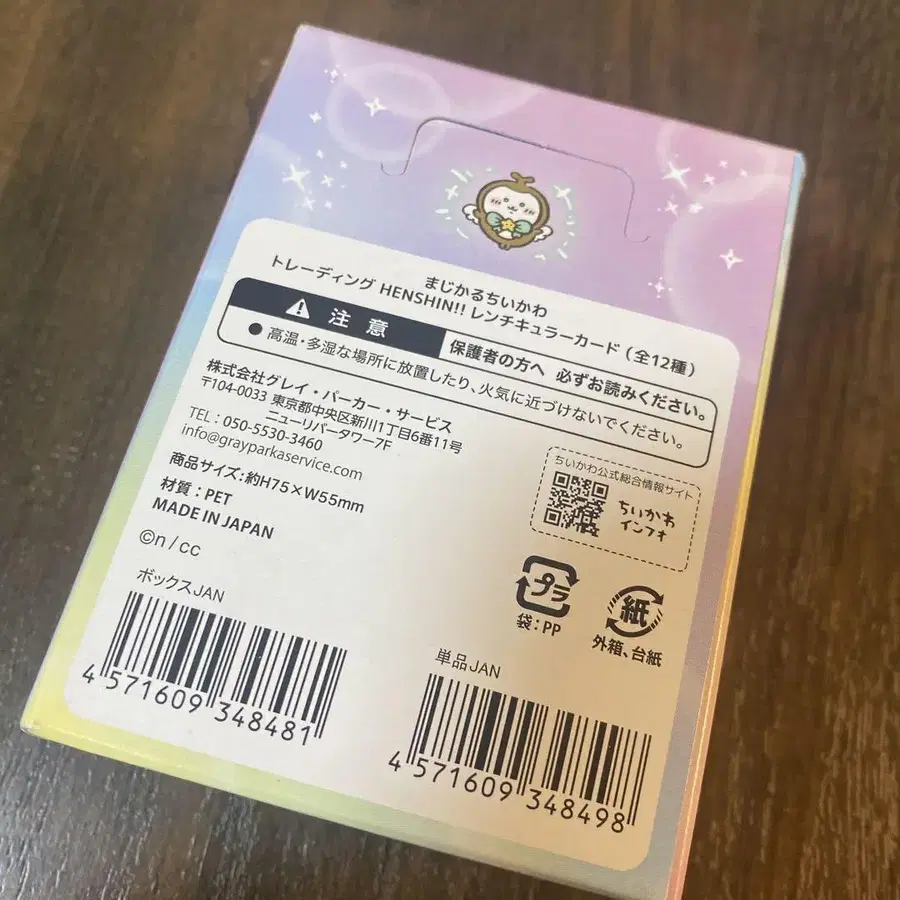 まじかるちいかわ
トレーディング HENSHIN!! レンチキュラーカード（全12種）
注意
保護者の方へ 必ずお読みください。
●高温・多湿な場所に放置したり、火気に近づけないでください。
株式会社グレイ・パーカー・サービス
〒104-0033 東京都中央区新川1丁目6番11号
ニューリバータワー7F
TEL：050-5530-3460
info@grayparkaservice.com
商品サイズ：約H75×W55mm
材質：PET
MADE IN JAPAN
©n/cc
ちいかわ公式総合情報サイト
ちいかわ
インフォ
プラ
袋：PP
紙
外箱、台紙
ボックスJAN
4 571609 348481
単品JAN
4 571609 348498